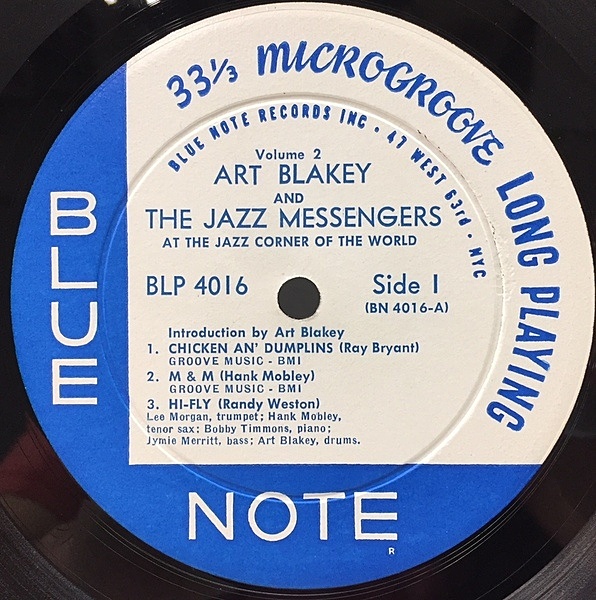 33⅓ MICROGROOVE LONG PLAYING
BLUE NOTE RECORDS INC • 47 WEST 63rd • NYC
Volume 2
ART BLAKEY
AND
THE JAZZ MESSENGERS
AT THE JAZZ CORNER OF THE WORLD
BLP 4016 Side 1
(BN 4016-A)
Introduction by Art Blakey
1. CHICKEN AN' DUMPLINS (Ray Bryant)
GROOVE MUSIC - BMI
2. M & M (Hank Mobley)
GROOVE MUSIC - BMI
3. HI-FLY (Randy Weston)
Lee Morgan, trumpet; Hank Mobley,
tenor sax; Bobby Timmons, piano;
Jymie Merritt, bass; Art Blakey, drums.
BLUE
NOTE
R